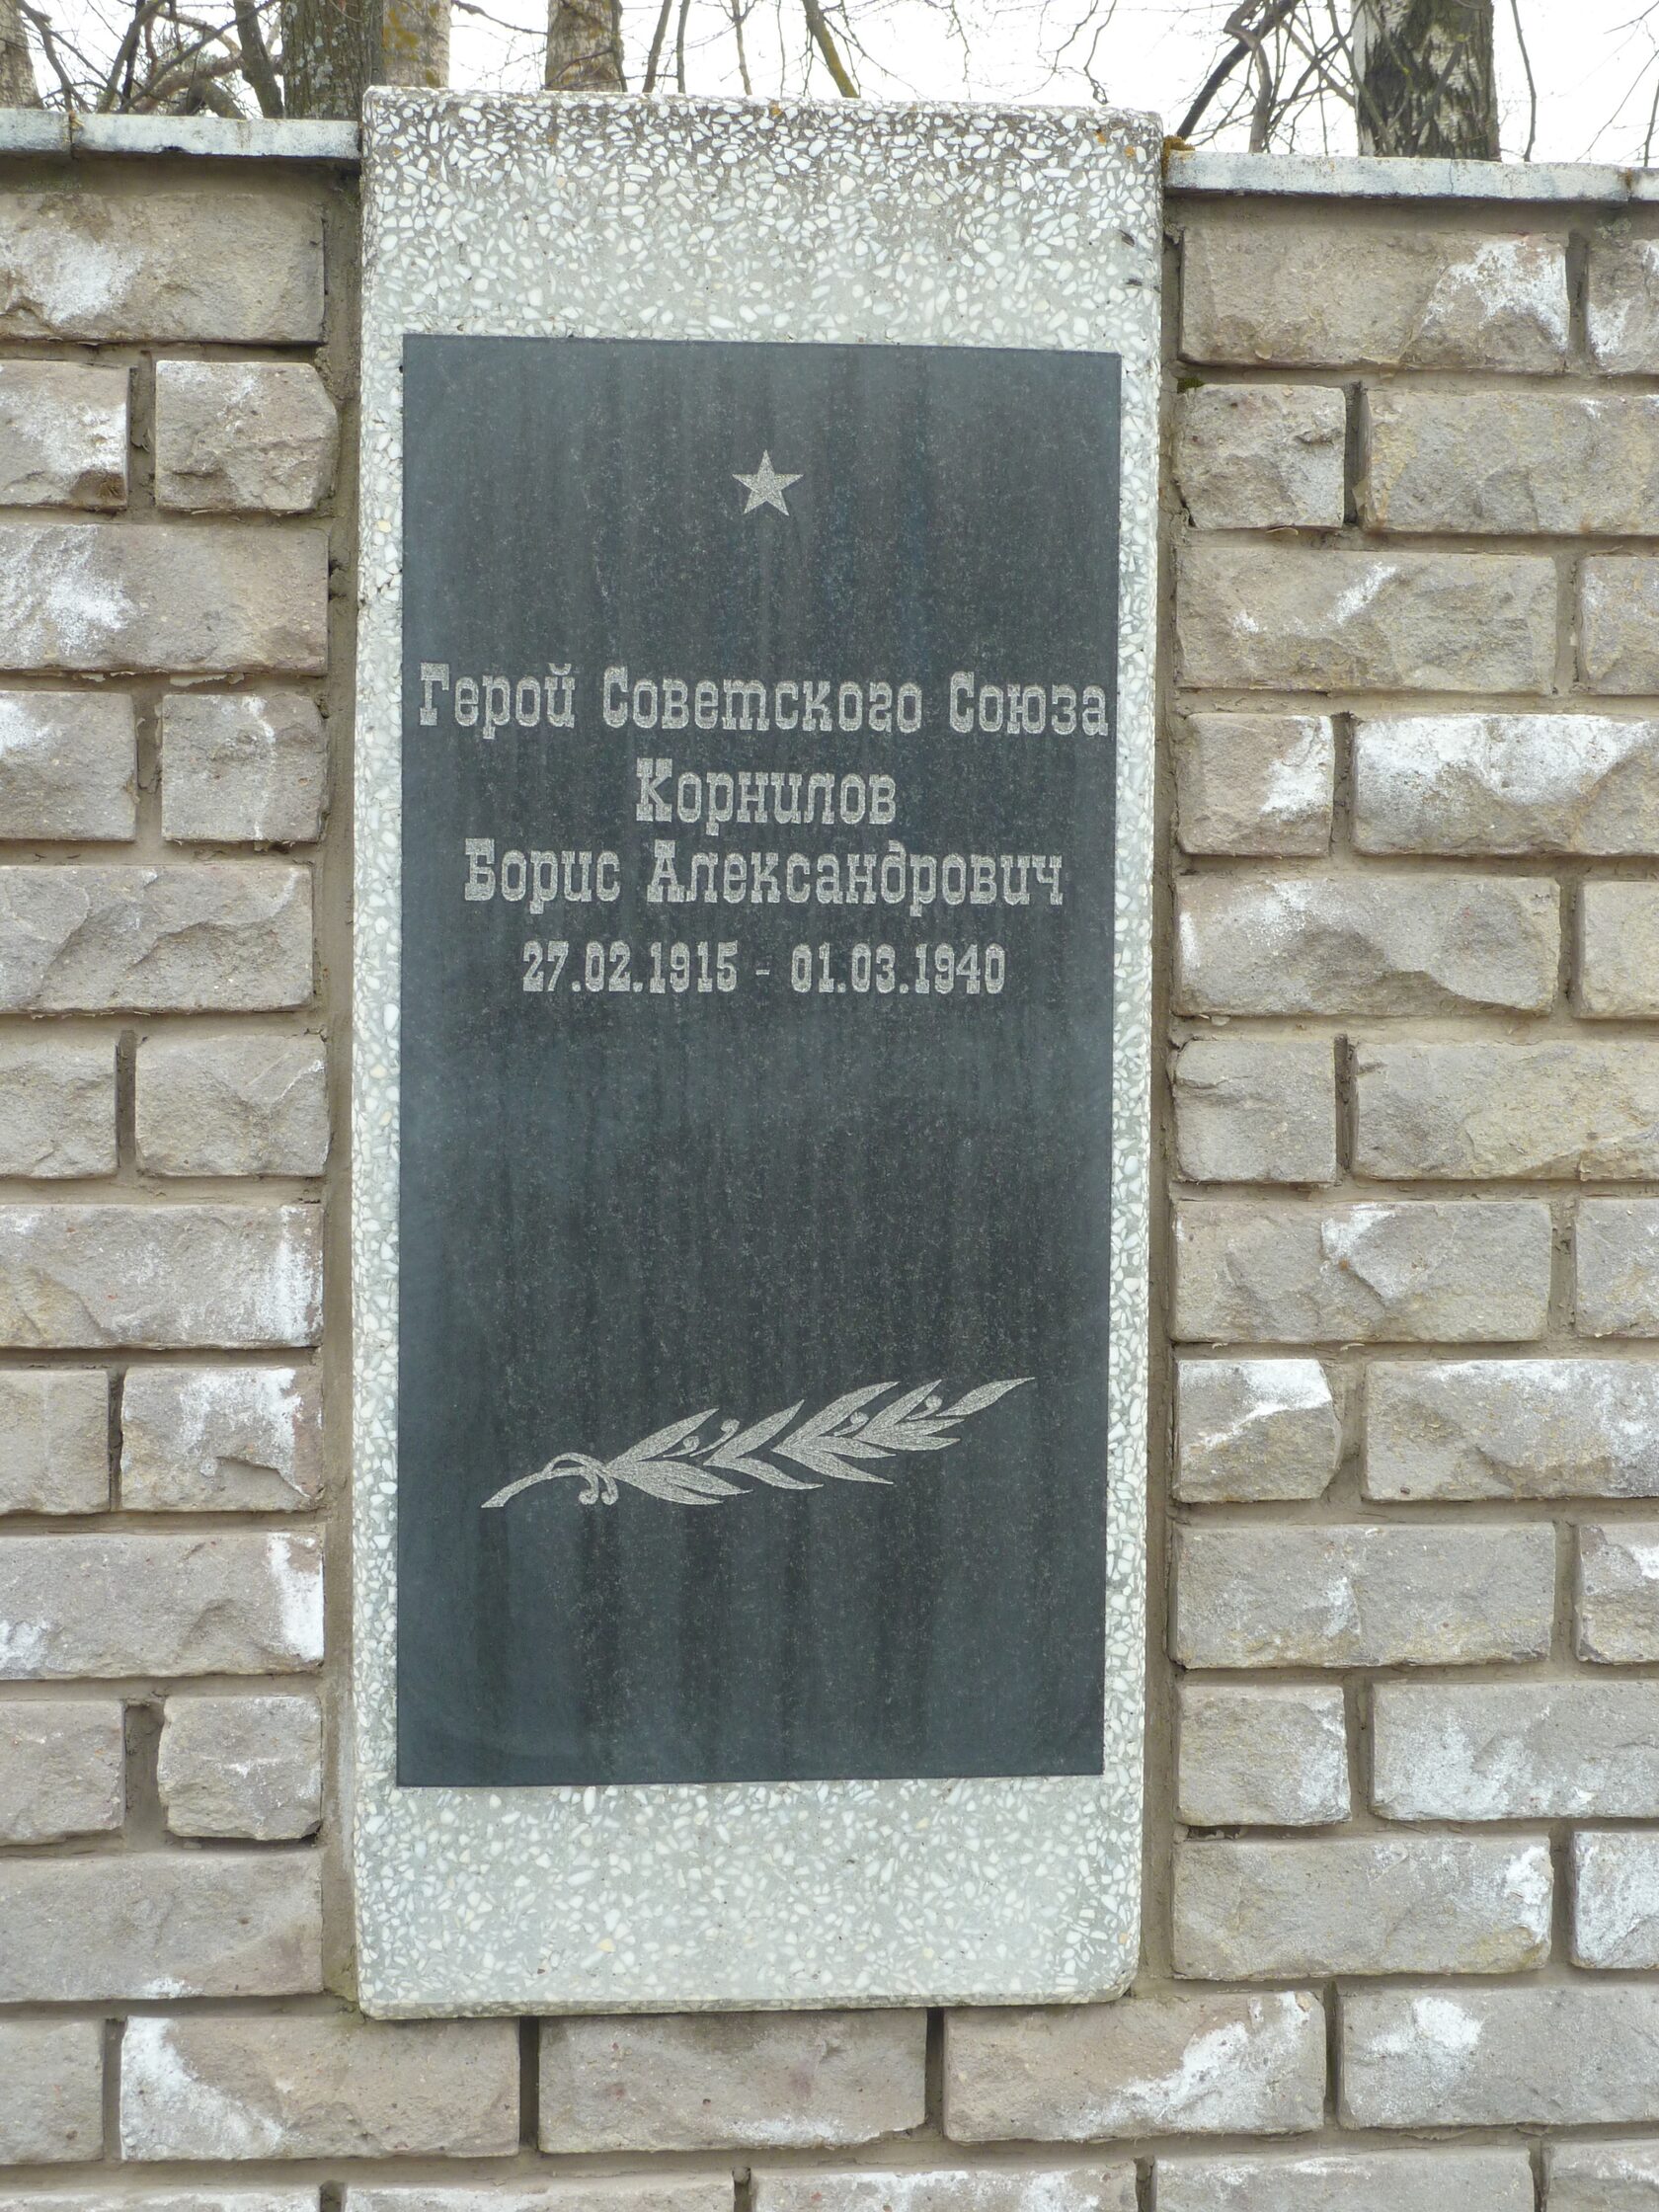 Герой Советского Союза
Корнилов
Борис Александрович
27.02.1915 - 01.03.1940